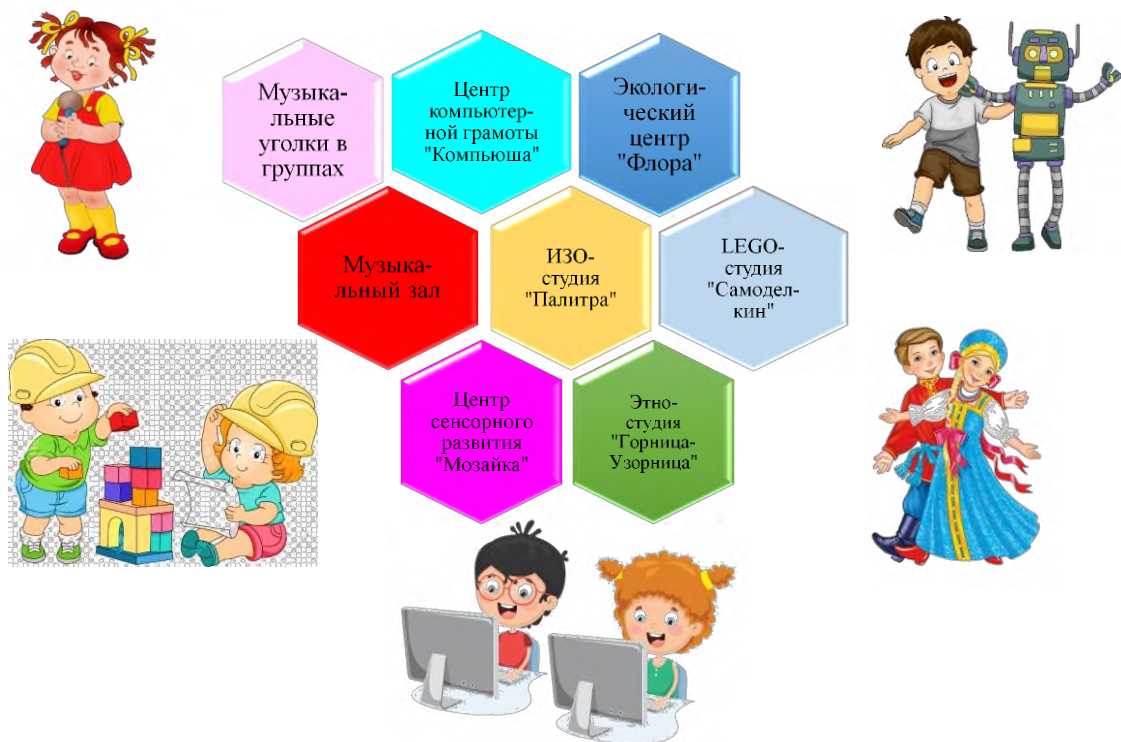 Музыка-
льные
уголки в
группах
Центр
компьютер-
ной грамоты
"Компьюша"
Экологи-
ческий
центр
"Флора"
Музыка-
льный зал
ИЗО-
студия
"Палитра"
LEGO-
студия
"Самодел-
кин"
Центр
сенсорного
развития
"Мозайка"
Этно-
студия
"Горница-
Узорница"